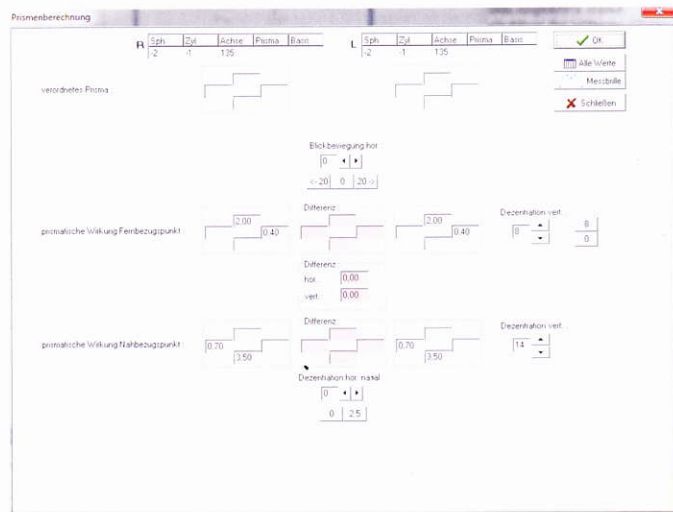 Prismenberechnung
R Sph Zyl Achse Prisma Basis L Sph Zyl Achse Prisma Basis
-2 -1 135 -2 -1 135
OK
Alle Werte
Messbrille
Schließen
verordnetes Prisma :
Blickbewegung hor
0
<-20 0 20->
Differenz : Dezentration vert.
prismatische Wirkung Fernbezugspunkt : 2.00 0.40 2.00 0.40 8 8
0
Differenz :
hor. : 0,00
vert. : 0,00
Differenz : Dezentration vert.
prismatische Wirkung Nahbezugspunkt : 0.70 3.50 0.70 3.50 14
Dezentration hor. nasal
0
0 2.5